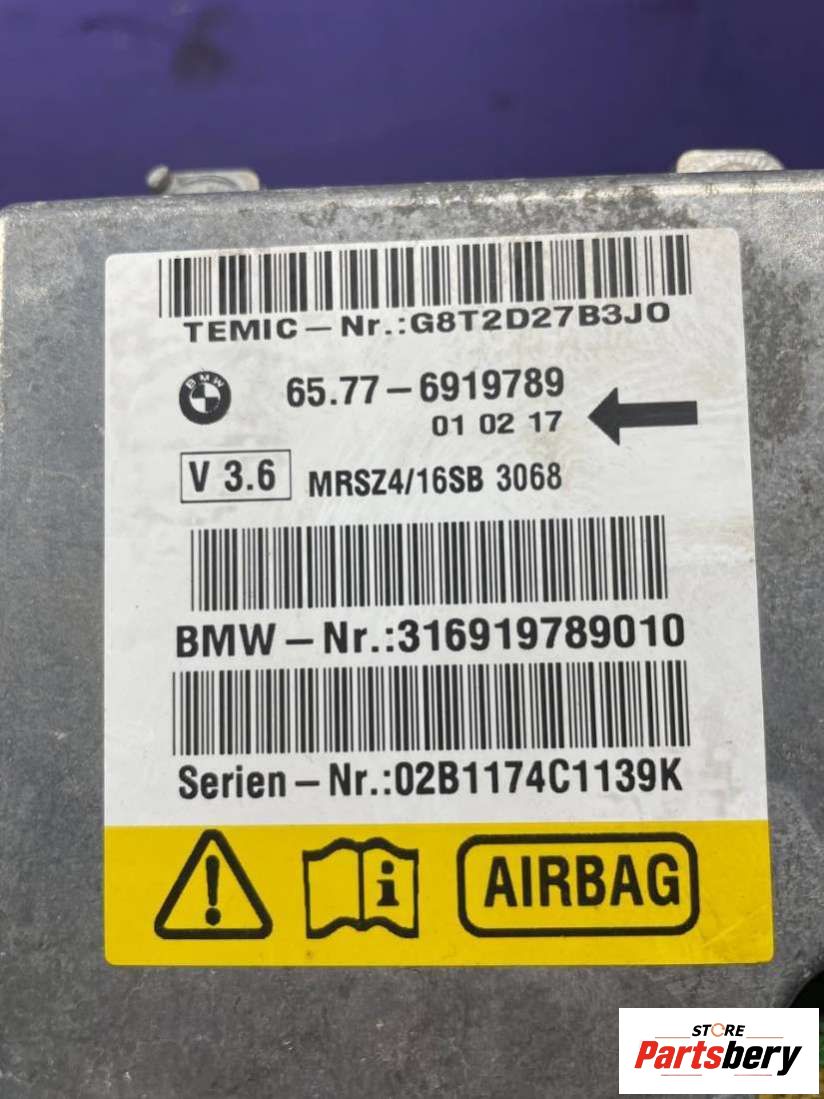 TEMIC-Nr.:G8T2D27B3J0
BMW
65.77-6919789
01 02 17
V 3.6
MRSZ4/16SB 3068
BMW-Nr.:316919789010
Serien-Nr.:02B1174C1139K
! i AIRBAG
STORE
Partsbery